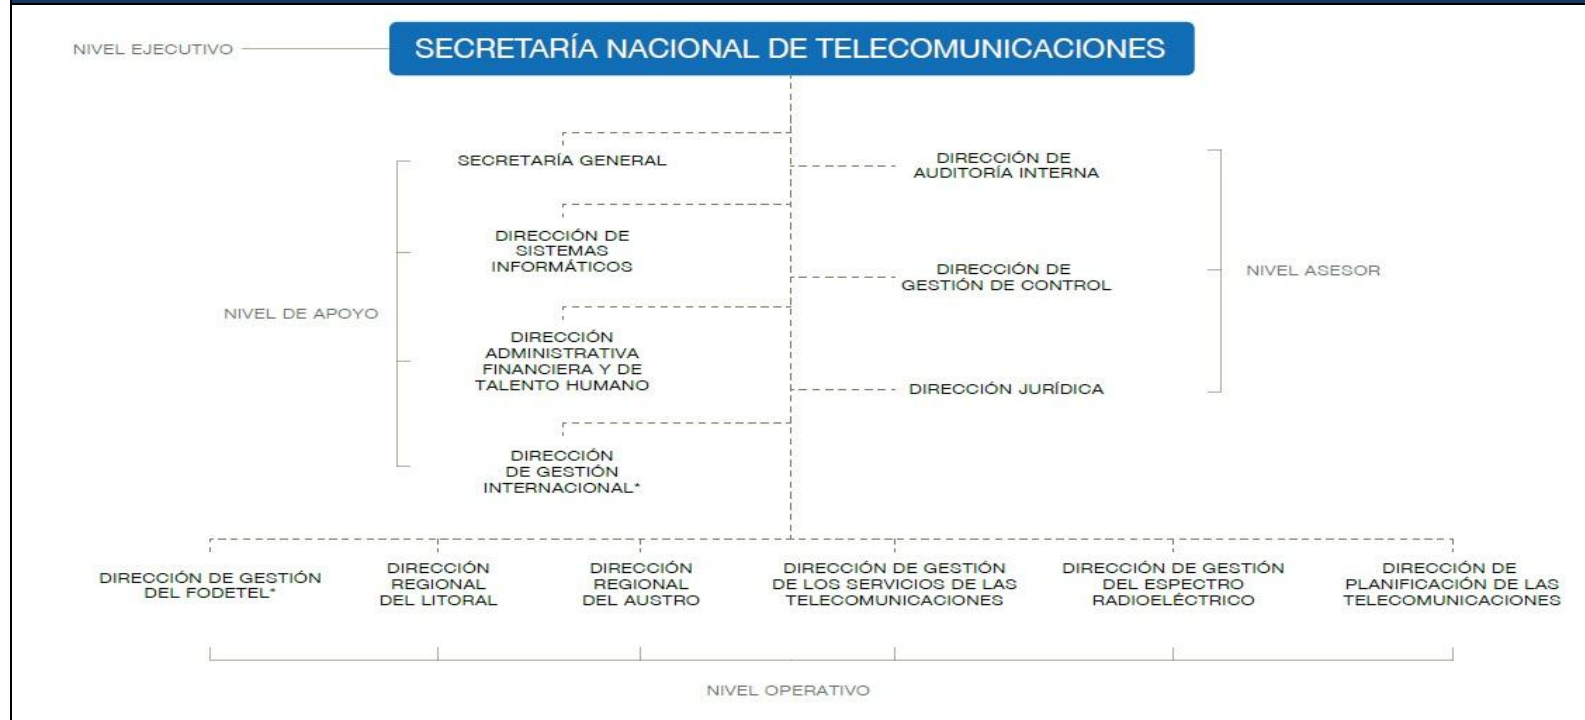 NIVEL EJECUTIVO
SECRETARÍA NACIONAL DE TELECOMUNICACIONES
SECRETARÍA GENERAL
DIRECCIÓN DE
AUDITORÍA INTERNA
DIRECCIÓN DE
SISTEMAS
INFORMÁTICOS
DIRECCIÓN DE
GESTIÓN DE CONTROL
NIVEL ASESOR
NIVEL DE APOYO
DIRECCIÓN
ADMINISTRATIVA
FINANCIERA Y DE
TALENTO HUMANO
DIRECCIÓN JURÍDICA
DIRECCIÓN
DE GESTIÓN
INTERNACIONAL*
DIRECCIÓN DE GESTIÓN
DEL FODETEL*
DIRECCIÓN
REGIONAL
DEL LITORAL
DIRECCIÓN
REGIONAL
DEL AUSTRO
DIRECCIÓN DE GESTIÓN
DE LOS SERVICIOS DE LAS
TELECOMUNICACIONES
DIRECCIÓN DE GESTIÓN
DEL ESPECTRO
RADIOELÉCTRICO
DIRECCIÓN DE
PLANIFICACIÓN DE LAS
TELECOMUNICACIONES
NIVEL OPERATIVO